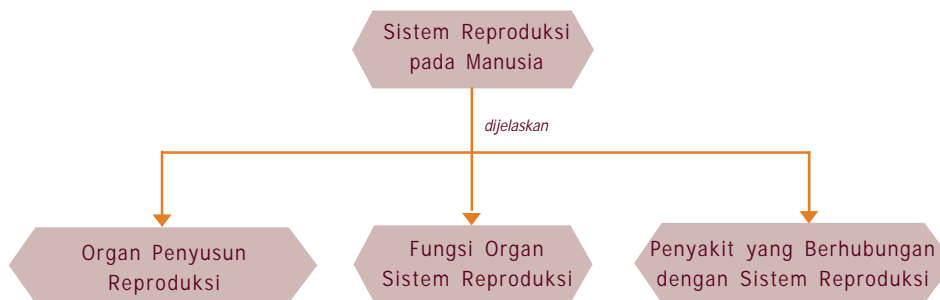 Sistem Reproduksi
pada Manusia
dijelaskan
Organ Penyusun
Reproduksi
Fungsi Organ
Sistem Reproduksi
Penyakit yang Berhubungan
dengan Sistem Reproduksi